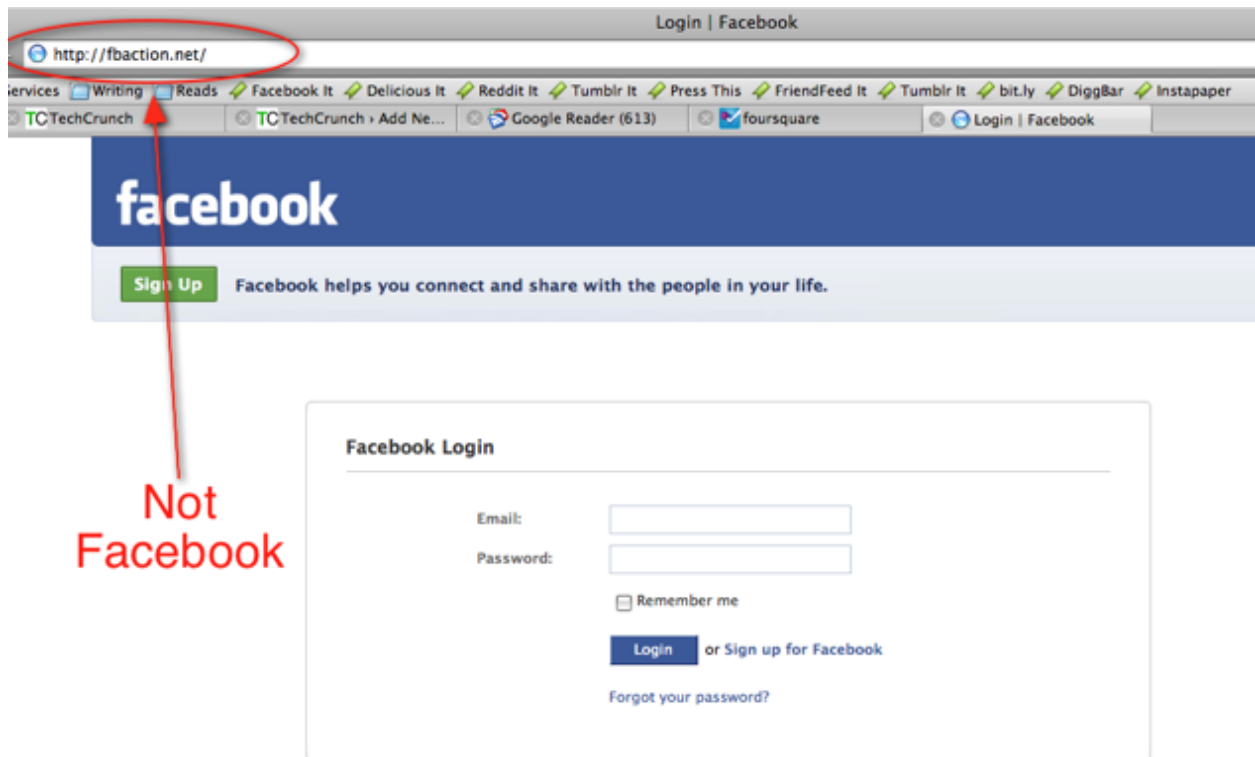 Login | Facebook
http://fbaction.net/
Services Writing Reads Facebook It Delicious It Reddit It Tumblr It Press This FriendFeed It Tumblr It bit.ly DiggBar Instapaper
TC TechCrunch TC TechCrunch › Add Ne... Google Reader (613) foursquare Login | Facebook
facebook
Sign Up Facebook helps you connect and share with the people in your life.
Facebook Login
Not
Facebook
Email:
Password:
Remember me
Login or Sign up for Facebook
Forgot your password?